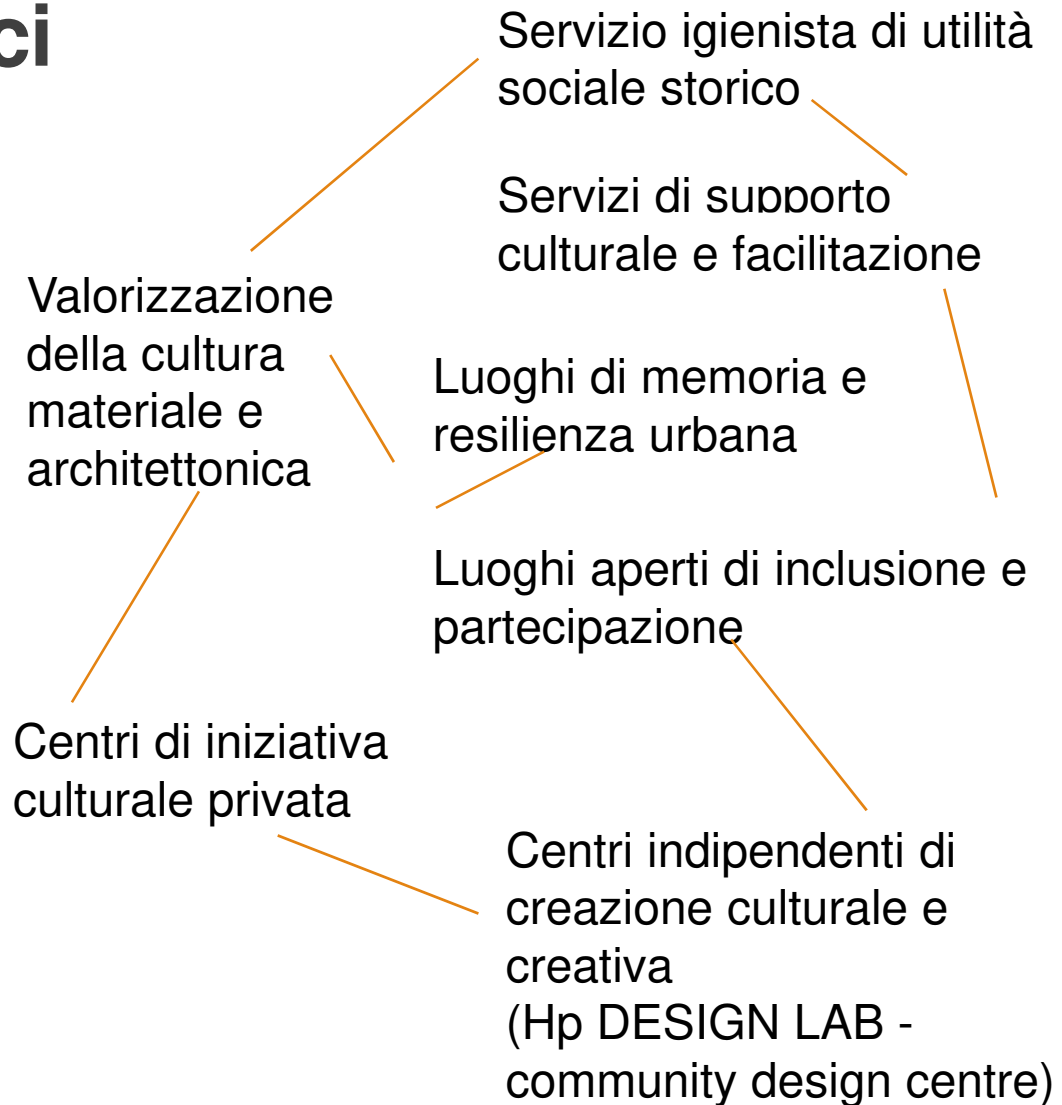 ci
Servizio igienista di utilità
sociale storico
Servizi di supporto
culturale e facilitazione
Valorizzazione
della cultura
materiale e
architettonica
Luoghi di memoria e
resilienza urbana
Luoghi aperti di inclusione e
partecipazione
Centri di iniziativa
culturale privata
Centri indipendenti di
creazione culturale e
creativa
(Hp DESIGN LAB -
community design centre)